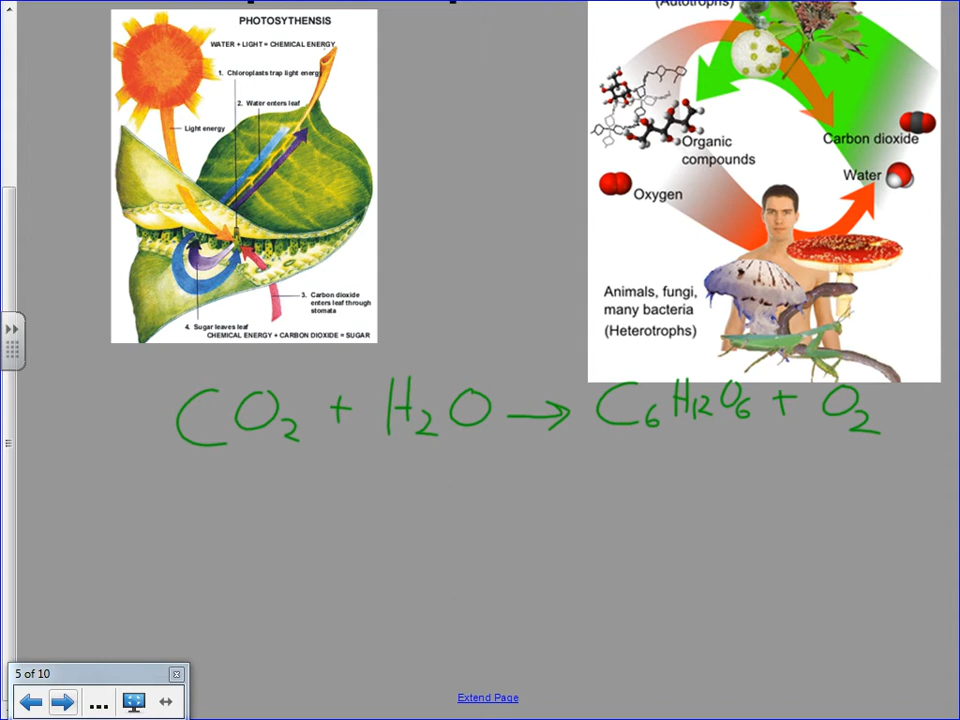 (Autotrophs)
PHOTOSYTHENSIS
WATER + LIGHT = CHEMICAL ENERGY
1. Chloroplasts trap light energy
2. Water enters leaf
Light energy
3. Carbon dioxide
enters leaf through
stomata
4. Sugar leaves leaf
CHEMICAL ENERGY + CARBON DIOXIDE = SUGAR
Carbon dioxide
Organic
compounds
Water
Oxygen
Animals, fungi,
many bacteria
(Heterotrophs)
CO₂ + H₂O → C₆H₁₂O₆ + O₂
5 of 10
Extend Page